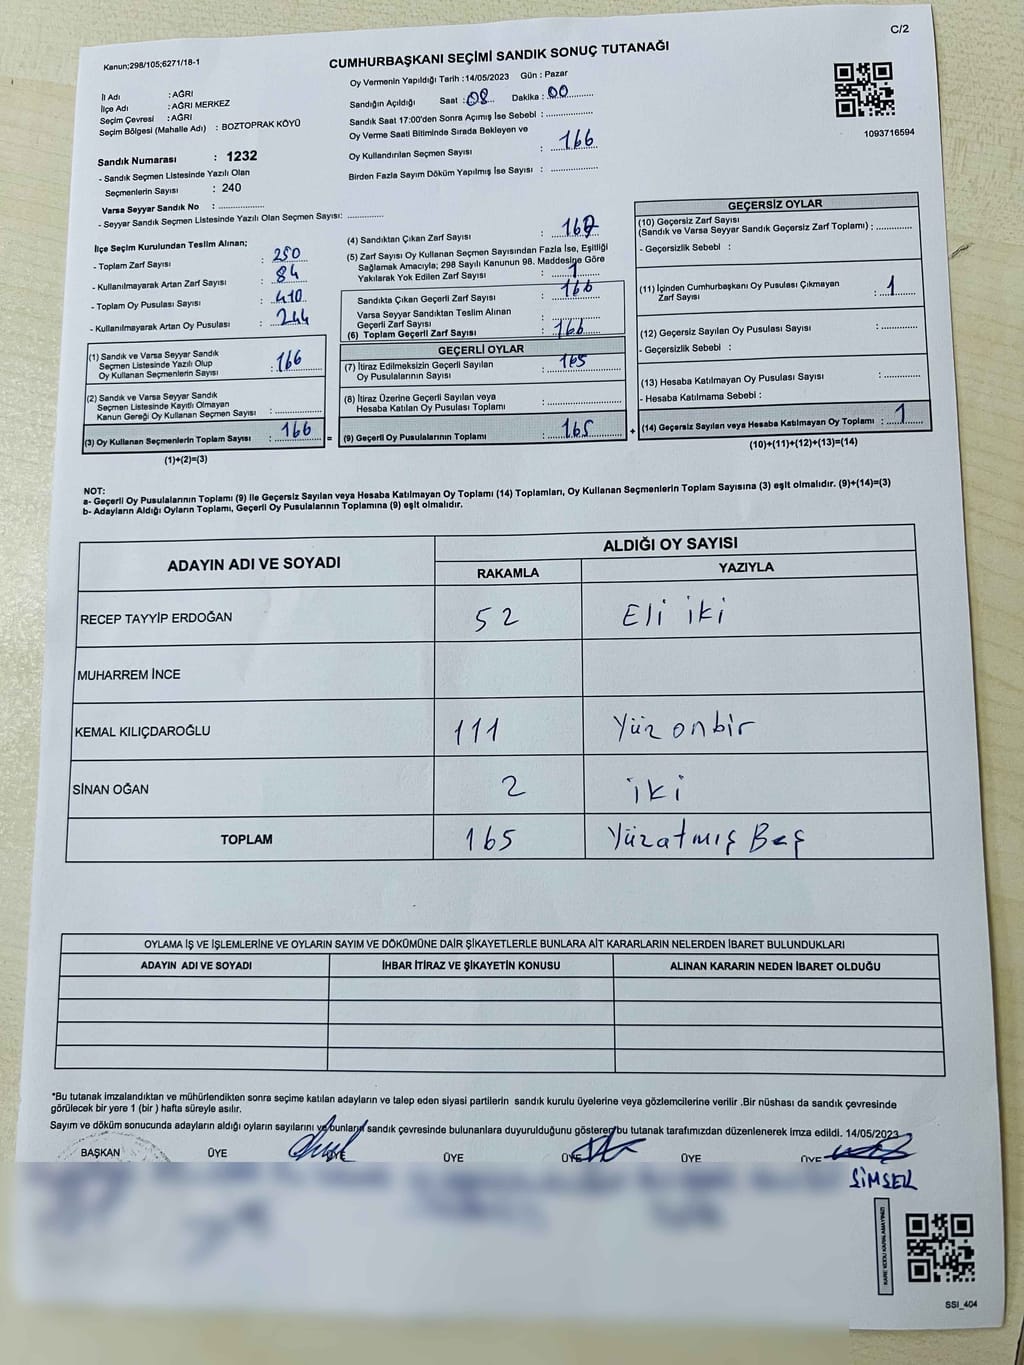 C/2
Kanun;298/105;6271/18-1
CUMHURBAŞKANI SEÇİMİ SANDIK SONUÇ TUTANAĞI
Oy Vermenin Yapıldığı Tarih :14/05/2023 Gün : Pazar
Sandığın Açıldığı Saat : 08 Dakika : 00
Sandık Saat 17:00'den Sonra Açımış İse Sebebi :
Oy Verme Saati Bitiminde Sırada Bekleyen ve
Oy Kullandırılan Seçmen Sayısı : 166
Birden Fazla Sayım Döküm Yapılmış İse Sayısı :
1093716594
İl Adı : AĞRI
İlçe Adı : AĞRI MERKEZ
Seçim Çevresi : AĞRI
Seçim Bölgesi (Mahalle Adı) : BOZTOPRAK KÖYÜ
Sandık Numarası : 1232
- Sandık Seçmen Listesinde Yazılı Olan
Seçmenlerin Sayısı : 240
Varsa Seyyar Sandık No :
- Seyyar Sandık Seçmen Listesinde Yazılı Olan Seçmen Sayısı:
İlçe Seçim Kurulundan Teslim Alınan;
- Toplam Zarf Sayısı : 250
- Kullanılmayarak Artan Zarf Sayısı : 84
- Toplam Oy Pusulası Sayısı : 410
- Kullanılmayarak Artan Oy Pusulası : 244
(1) Sandık ve Varsa Seyyar Sandık
Seçmen Listesinde Yazılı Olup
Oy Kullanan Seçmenlerin Sayısı : 166
(2) Sandık ve Varsa Seyyar Sandık
Seçmen Listesinde Kayıtlı Olmayan
Kanun Gereği Oy Kullanan Seçmen Sayısı :
(3) Oy Kullanan Seçmenlerin Toplam Sayısı : 166
(1)+(2)=(3)
=
(4) Sandıktan Çıkan Zarf Sayısı : 167
(5) Zarf Sayısı Oy Kullanan Seçmen Sayısından Fazla İse, Eşitliği
Sağlamak Amacıyla; 298 Sayılı Kanunun 98. Maddesine Göre
Yakılarak Yok Edilen Zarf Sayısı : 1
Sandıkta Çıkan Geçerli Zarf Sayısı : 166
Varsa Seyyar Sandıktan Teslim Alınan
Geçerli Zarf Sayısı :
(6) Toplam Geçerli Zarf Sayısı : 166
GEÇERLİ OYLAR
(7) İtiraz Edilmeksizin Geçerli Sayılan
Oy Pusulalarının Sayısı : 165
(8) İtiraz Üzerine Geçerli Sayılan veya
Hesaba Katılan Oy Pusulası Toplamı :
(9) Geçerli Oy Pusulalarının Toplamı : 165
+
GEÇERSİZ OYLAR
(10) Geçersiz Zarf Sayısı
(Sandık ve Varsa Seyyar Sandık Geçersiz Zarf Toplamı) :
- Geçersizlik Sebebi :
(11) İçinden Cumhurbaşkanı Oy Pusulası Çıkmayan
Zarf Sayısı : 1
(12) Geçersiz Sayılan Oy Pusulası Sayısı :
- Geçersizlik Sebebi :
(13) Hesaba Katılmayan Oy Pusulası Sayısı :
- Hesaba Katılmama Sebebi :
(14) Geçersiz Sayılan veya Hesaba Katılmayan Oy Toplamı : 1
(10)+(11)+(12)+(13)=(14)
NOT:
a- Geçerli Oy Pusulalarının Toplamı (9) ile Geçersiz Sayılan veya Hesaba Katılmayan Oy Toplamı (14) Toplamları, Oy Kullanan Seçmenlerin Toplam Sayısına (3) eşit olmalıdır. (9)+(14)=(3)
b- Adayların Aldığı Oyların Toplamı, Geçerli Oy Pusulalarının Toplamına (9) eşit olmalıdır.
ADAYIN ADI VE SOYADI
ALDIĞI OY SAYISI
RAKAMLA YAZIYLA
RECEP TAYYİP ERDOĞAN 52 Eli iki
MUHARREM İNCE
KEMAL KILIÇDAROĞLU 111 Yüz onbir
SİNAN OĞAN 2 iki
TOPLAM 165 Yüzatmış Beş
OYLAMA İŞ VE İŞLEMLERİNE VE OYLARIN SAYIM VE DÖKÜMÜNE DAİR ŞİKAYETLERLE BUNLARA AİT KARARLARIN NELERDEN İBARET BULUNDUKLARI
ADAYIN ADI VE SOYADI İHBAR İTİRAZ VE ŞİKAYETİN KONUSU ALINAN KARARIN NEDEN İBARET OLDUĞU
*Bu tutanak imzalandıktan ve mühürlendikten sonra seçime katılan adayların ve talep eden siyasi partilerin sandık kurulu üyelerine veya gözlemcilerine verilir .Bir nüshası da sandık çevresinde
görülecek bir yere 1 (bir ) hafta süreyle asılır.
Sayım ve döküm sonucunda adayların aldığı oyların sayılarını ve bunların sandık çevresinde bulunanlara duyurulduğunu gösterer bu tutanak tarafımızdan düzenlenerek imza edildi. 14/05/2023
BAŞKAN ÜYE ÜYE ÜYE ÜYE ÜYE ÜYE
ŞİMŞEK
SSI_404